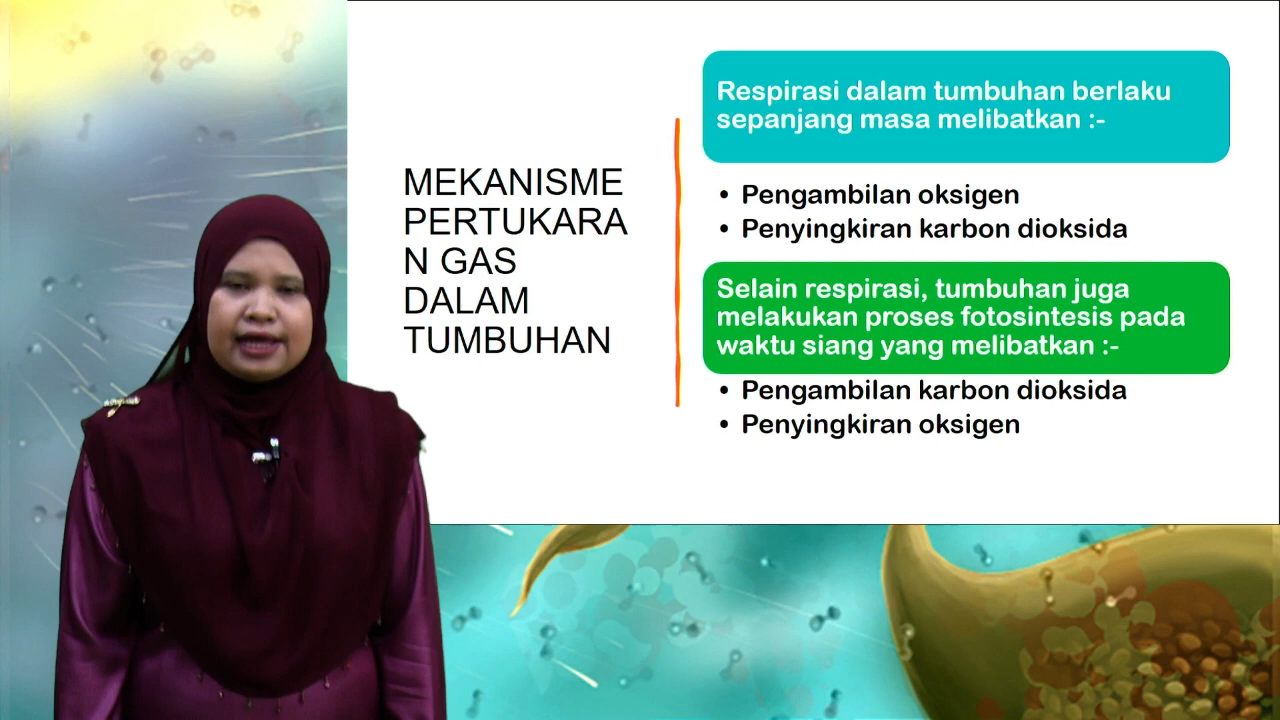 MEKANISME
PERTUKARA
N GAS
DALAM
TUMBUHAN
Respirasi dalam tumbuhan berlaku
sepanjang masa melibatkan :-
• Pengambilan oksigen
• Penyingkiran karbon dioksida
Selain respirasi, tumbuhan juga
melakukan proses fotosintesis pada
waktu siang yang melibatkan :-
• Pengambilan karbon dioksida
• Penyingkiran oksigen